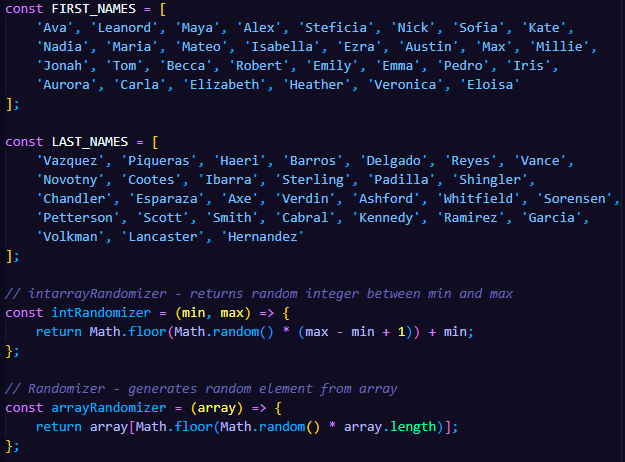 const FIRST_NAMES = [
    'Ava', 'Leanord', 'Maya', 'Alex', 'Steficia', 'Nick', 'Sofia', 'Kate',
    'Nadia', 'Maria', 'Mateo', 'Isabella', 'Ezra', 'Austin', 'Max', 'Millie',
    'Jonah', 'Tom', 'Becca', 'Robert', 'Emily', 'Emma', 'Pedro', 'Iris',
    'Aurora', 'Carla', 'Elizabeth', 'Heather', 'Veronica', 'Eloisa'
];

const LAST_NAMES = [
    'Vazquez', 'Piqueras', 'Haeri', 'Barros', 'Delgado', 'Reyes', 'Vance',
    'Novotny', 'Cootes', 'Ibarra', 'Sterling', 'Padilla', 'Shingler',
    'Chandler', 'Esparaza', 'Axe', 'Verdin', 'Ashford', 'Whitfield', 'Sorensen',
    'Petterson', 'Scott', 'Smith', 'Cabral', 'Kennedy', 'Ramirez', 'Garcia',
    'Volkman', 'Lancaster', 'Hernandez'
];

// intarrayRandomizer - returns random integer between min and max
const intRandomizer = (min, max) => {
    return Math.floor(Math.random() * (max - min + 1)) + min;
};

// Randomizer - generates random element from array
const arrayRandomizer = (array) => {
    return array[Math.floor(Math.random() * array.length)];
};